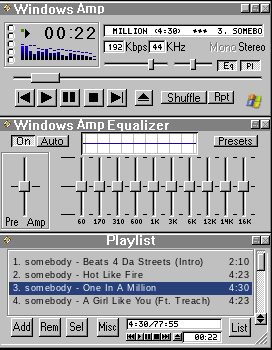 Windows Amp
00:22
MILLION (4:30) *** 3. SOMEBO
192 Kbps 44 KHz Mono Stereo
Eq Pl
Shuffle Rpt
Windows Amp Equalizer
On Auto Presets
Pre Amp 60 170 310 600 1K 3K 6K 12K 14K 16K
Playlist
1. somebody - Beats 4 Da Streets (Intro) 2:10
2. somebody - Hot Like Fire 4:23
3. somebody - One In A Million 4:30
4. somebody - A Girl Like You (Ft. Treach) 4:23
Add Rem Sel Misc 4:30/77:55 List
00:22